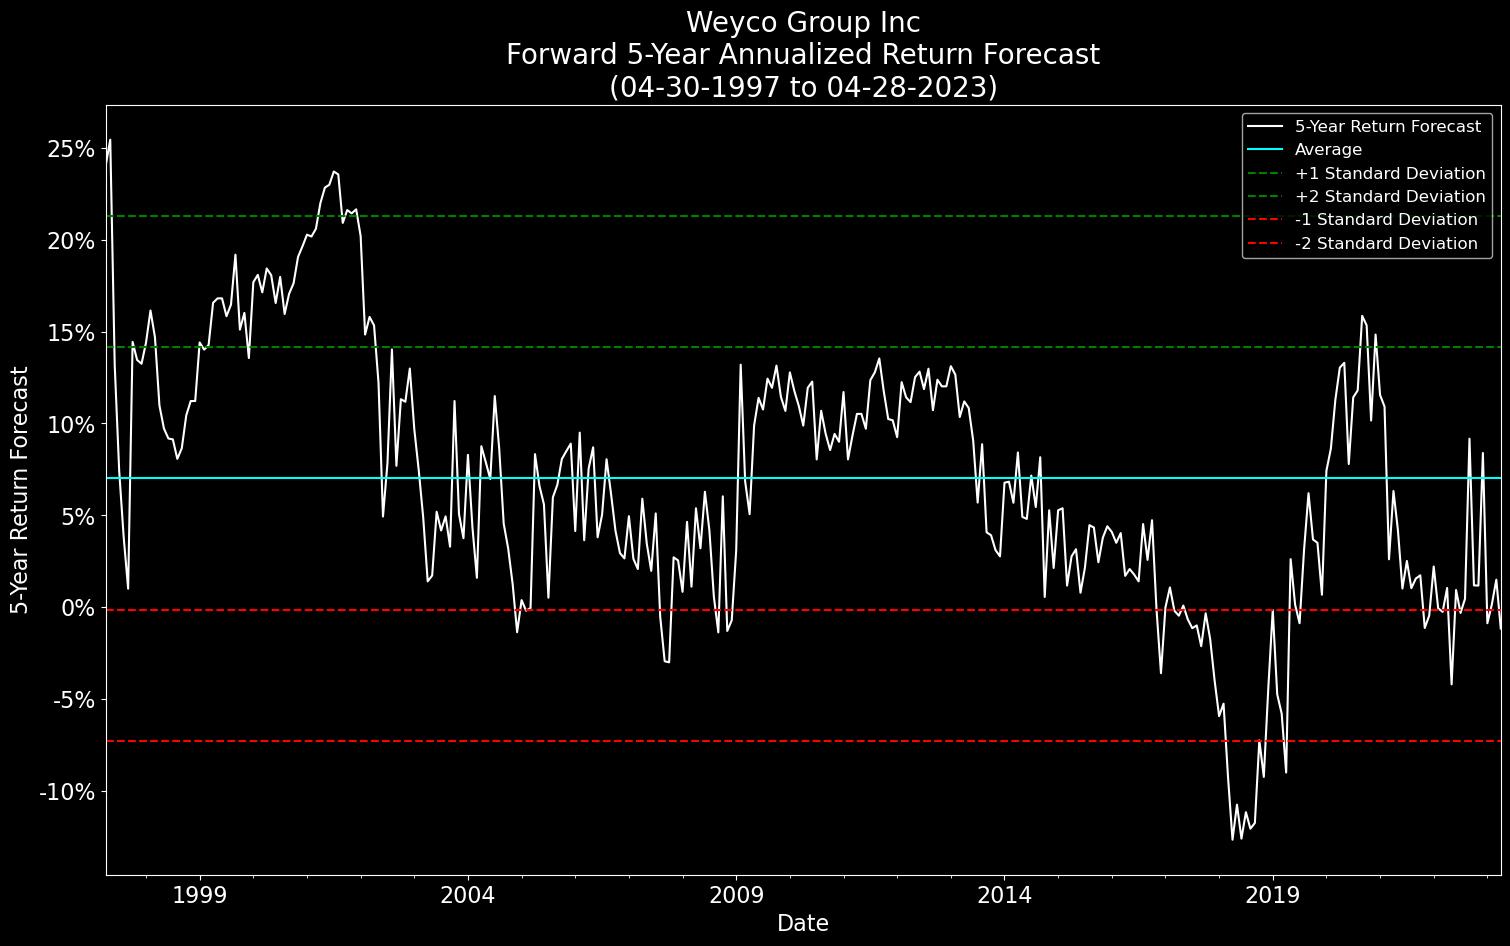 Weyco Group Inc
Forward 5-Year Annualized Return Forecast
(04-30-1997 to 04-28-2023)
5-Year Return Forecast
Average
+1 Standard Deviation
+2 Standard Deviation
-1 Standard Deviation
-2 Standard Deviation
25%
20%
15%
10%
5%
0%
-5%
-10%
5-Year Return Forecast
1999 2004 2009 2014 2019
Date